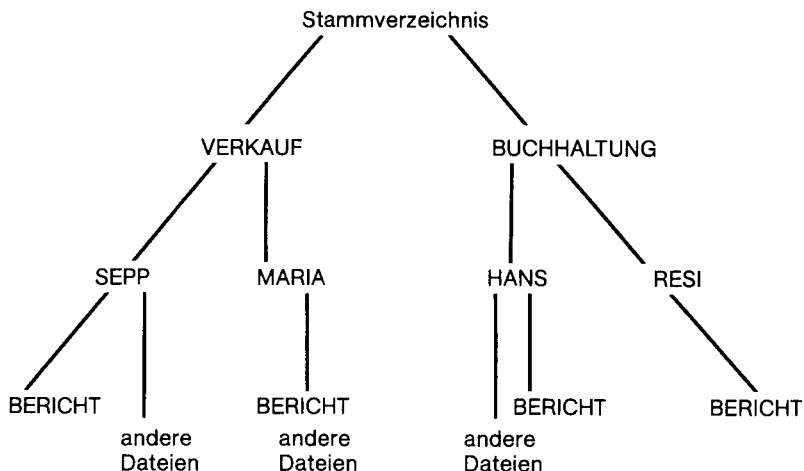 Stammverzeichnis
VERKAUF
BUCHHALTUNG
SEPP
MARIA
HANS
RESI
BERICHT
BERICHT
BERICHT
BERICHT
andere
Dateien
andere
Dateien
andere
Dateien